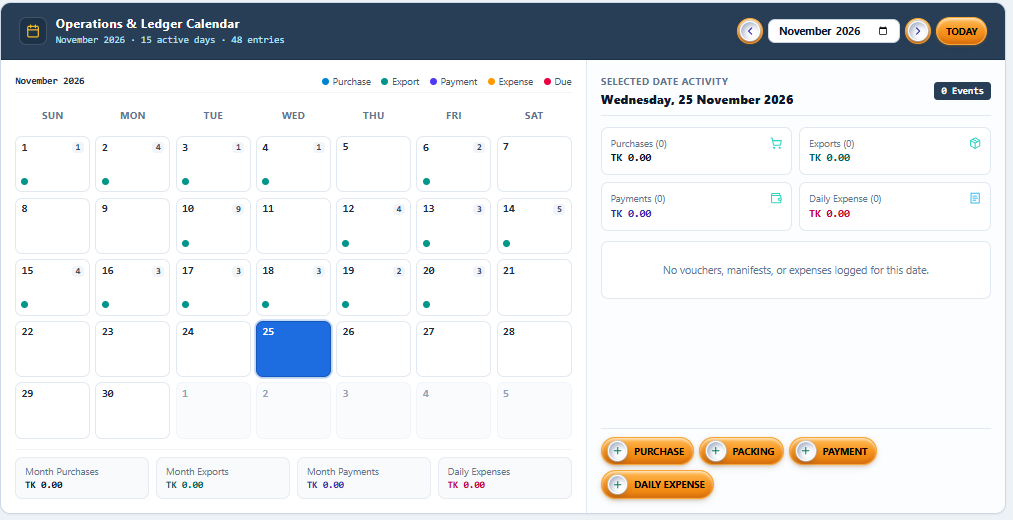 Operations & Ledger Calendar
November 2026 · 15 active days · 48 entries
November 2026
TODAY
November 2026
Purchase Export Payment Expense Due
SUN MON TUE WED THU FRI SAT
1 1 2 4 3 1 4 1 5 6 2 7
8 9 10 9 11 12 4 13 3 14 5
15 4 16 3 17 3 18 3 19 2 20 3 21
22 23 24 25 26 27 28
29 30 1 2 3 4 5
Month Purchases
TK 0.00
Month Exports
TK 0.00
Month Payments
TK 0.00
Daily Expenses
TK 0.00
SELECTED DATE ACTIVITY
Wednesday, 25 November 2026
0 Events
Purchases (0)
TK 0.00
Exports (0)
TK 0.00
Payments (0)
TK 0.00
Daily Expense (0)
TK 0.00
No vouchers, manifests, or expenses logged for this date.
PURCHASE
PACKING
PAYMENT
DAILY EXPENSE